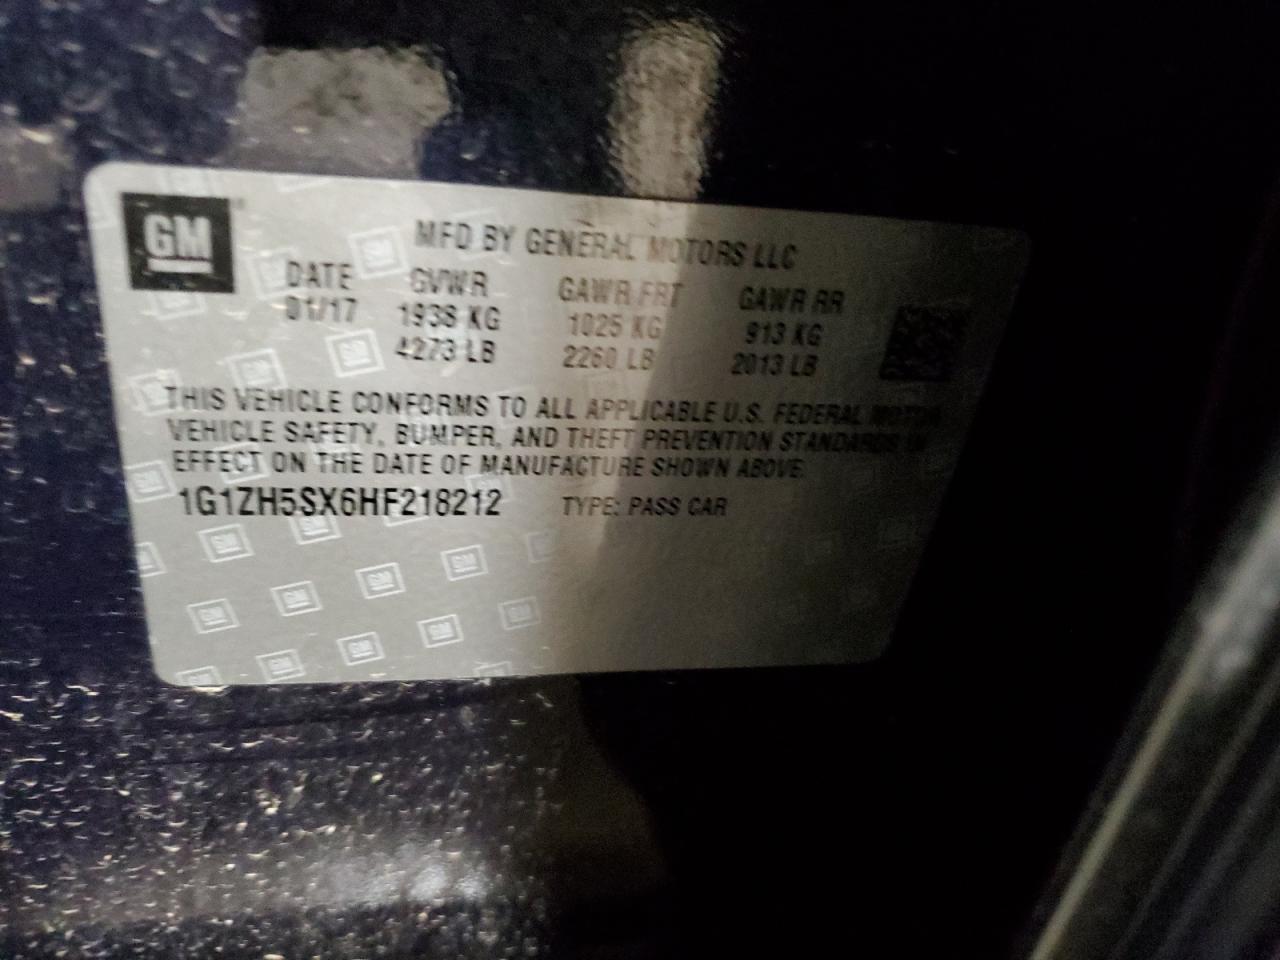 GM
MFD BY GENERAL MOTORS LLC
DATE GVWR GAWR FRT GAWR RR
01/17 1938 KG 1025 KG 913 KG
4273 LB 2260 LB 2013 LB
THIS VEHICLE CONFORMS TO ALL APPLICABLE U.S. FEDERAL MOTOR
VEHICLE SAFETY, BUMPER, AND THEFT PREVENTION STANDARDS IN
EFFECT ON THE DATE OF MANUFACTURE SHOWN ABOVE.
1G1ZH5SX6HF218212 TYPE: PASS CAR